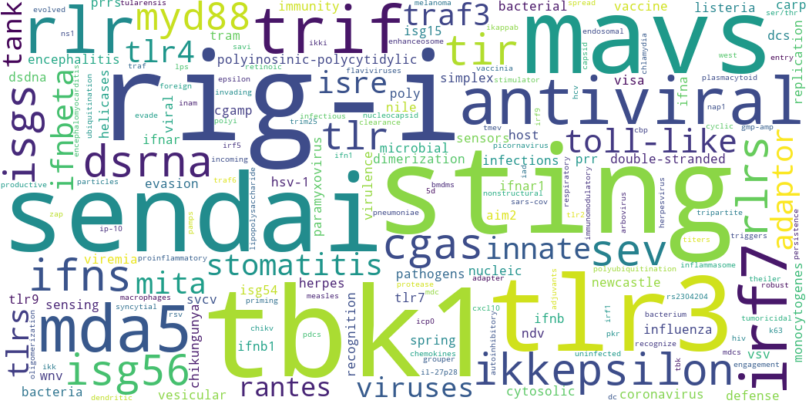 rig-i
sendai
sting
tbk1
tlr3
mavs
antiviral
irf7
trif
rlr
myd88
tlr4
traf3
tir
tank
isgs
ifnbeta
dsrna
isre
tlr
toll-like
rlrs
adaptor
cgas
innate
sev
ifns
mita
mda5
isg56
tlrs
stomatitis
ikkepsilon
viruses
rantes
prrs
tularensis
evolved
ns1
encephalitis
dsdna
encephalomyocarditis
ubiquitination
helicases
viral
evade
ifnar
trif
tram
savi
traf
lps
epsilon
foreign
invading
inam
cgamp
polyi
trim25
irf5
incoming
immunity
isg15
ikki
retinoic
polyinosinic-polycytidylic
flaviviruses
poly
nile
infectious
nucleocapsid
clearance
ifn1
melanoma
ikappab
enhanceosome
bacterial
spread
vaccine
endosomal
capsid
chlamydia
vaccinia
stimulator
simplex
visa
hcv
irf9
west
ifna
listeria
carp
ser/thr
dcs
entry
replication
plasmacytoid
nap1
cbp
cyclic
gmp-amp
sensors
host
tmev
picornavirus
microbial
dimerization
infections
prr
double-stranded
hsv-1
paramyxovirus
virulence
bmdms
5d
iad
nonstructural
ifnar1
sars-cov
aim2
tlr2
respiratory
immunomodulatory
arbovirus
herpesvirus
tripartite
titers
triggers
persistence
productive
particles
evasion
traf6
lipopolysaccharide
pamps
pneumoniae
zap
ip-10
viremia
proinflammatory
tlr9
sensing
macrophages
syncytial
rsv
svcv
isg54
priming
herpes
measles
pathogens
nucleic
protease
adapter
tlr7
mdc
icp0
cxcl10
adjuvants
polyubiquitination
inflammasome
newcastle
rs2304204
theiler
robust
monocytogenes
oligomerization
ikk
wnv
bacteria
dendritic
chikungunya
vesicular
chikv
pdcs
ifnb1
recognition
spring
chemokines
grouper
il-27p28
autoinhibitory
ndv
ifnb
irf1
pkr
influenza
bacterium
recognize
uninfected
cytosolic
dc
coronavirus
hiv
mdcs
tbk
vsv
tumoricidal
k63
engagement
defense